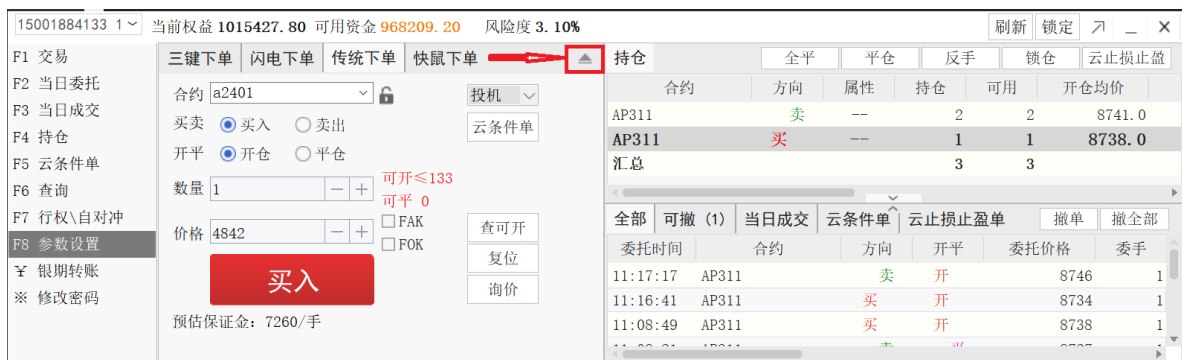 15001884133 1 当前权益 1015427.80 可用资金 968209.20 风险度 3.10% 刷新 锁定
F1 交易
F2 当日委托
F3 当日成交
F4 持仓
F5 云条件单
F6 查询
F7 行权\自对冲
F8 参数设置
¥ 银期转账
※ 修改密码
三键下单 闪电下单 传统下单 快鼠下单
合约 a2401 投机
买卖 买入 卖出 云条件单
开平 开仓 平仓
数量 1 可开≤133
可平 0
价格 4842 FAK 查可开
FOK 复位
买入 询价
预估保证金: 7260/手
持仓 全平 平仓 反手 锁仓 云止损止盈
合约 方向 属性 持仓 可用 开仓均价
AP311 卖 -- 2 2 8741.0
AP311 买 -- 1 1 8738.0
汇总 3 3
全部 可撤 (1) 当日成交 云条件单 云止损止盈单 撤单 撤全部
委托时间 合约 方向 开平 委托价格 委手
11:17:17 AP311 卖 开 8746 1
11:16:41 AP311 买 开 8734 1
11:08:49 AP311 买 开 8738 1